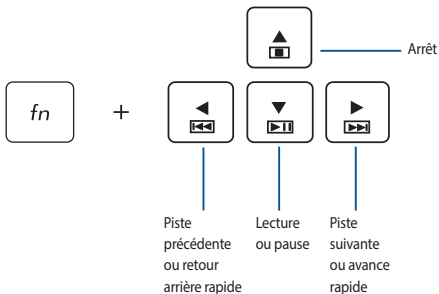 Arrêt
fn +
Piste
précédente
ou retour
arrière rapide
Lecture
ou pause
Piste
suivante
ou avance
rapide